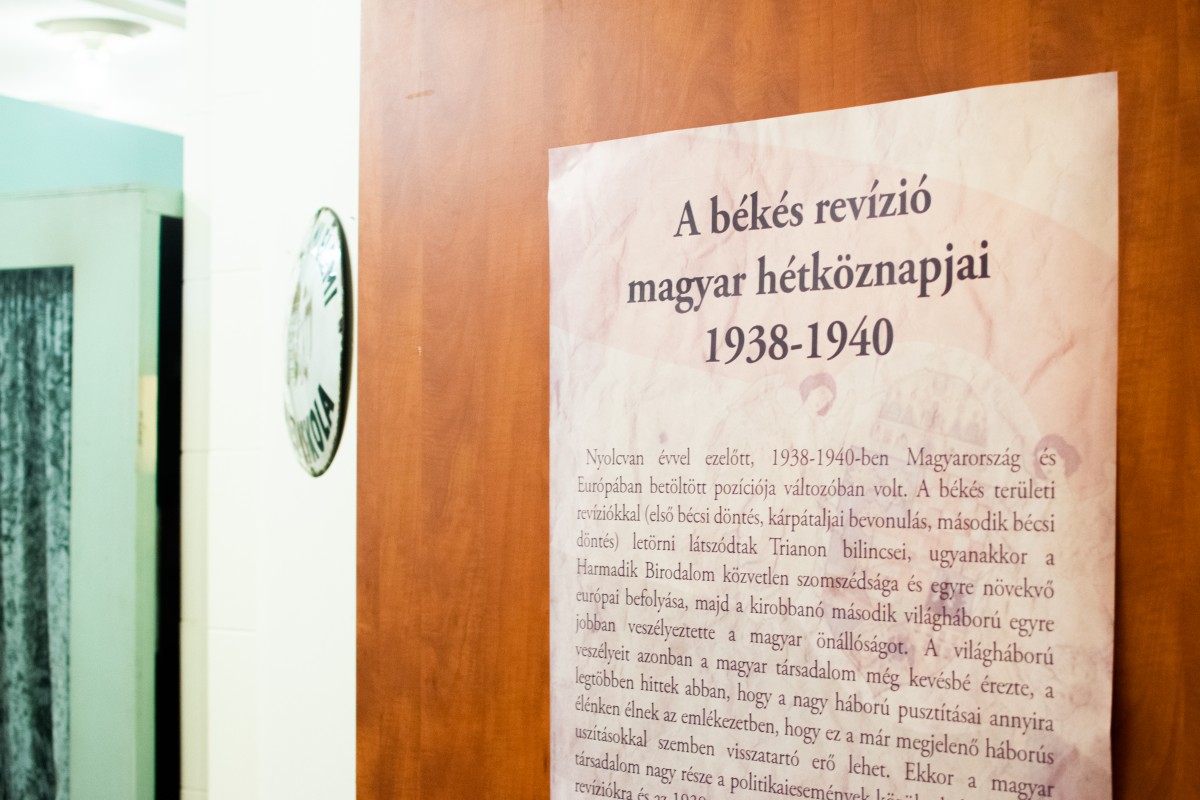 A békés revízió
magyar hétköznapjai
1938-1940
Nyolcvan évvel ezelőtt, 1938-1940-ben Magyarország és
Európában betöltött pozíciója változóban volt. A békés területi
revíziókkal (első bécsi döntés, kárpátaljai bevonulás, második bécsi
döntés) letörni látszódtak Trianon bilincsei, ugyanakkor a
Harmadik Birodalom közvetlen szomszédsága és egyre növekvő
európai befolyása, majd a kirobbanó második világháború egyre
jobban veszélyeztette a magyar önállóságot. A világháború
veszélyeit azonban a magyar társadalom még kevésbé érezte, a
legtöbben hittek abban, hogy a nagy háború pusztításai annyira
élénken élnek az emlékezetben, hogy ez a már megjelenő háborús
uszításokkal szemben visszatartó erő lehet. Ekkor a magyar
társadalom nagy része a politikaiesemények
revíziókra és az